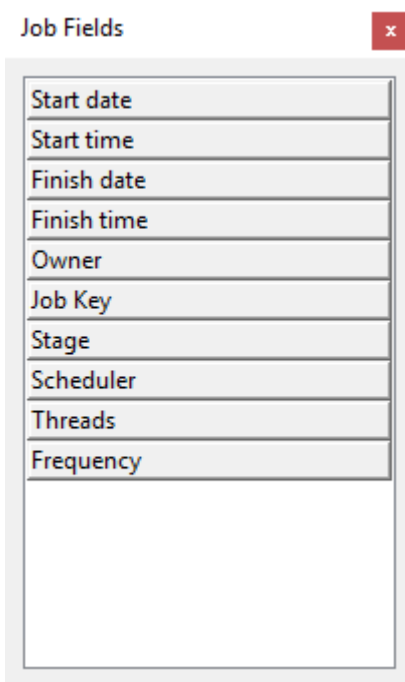 Job Fields
x
Start date
Start time
Finish date
Finish time
Owner
Job Key
Stage
Scheduler
Threads
Frequency